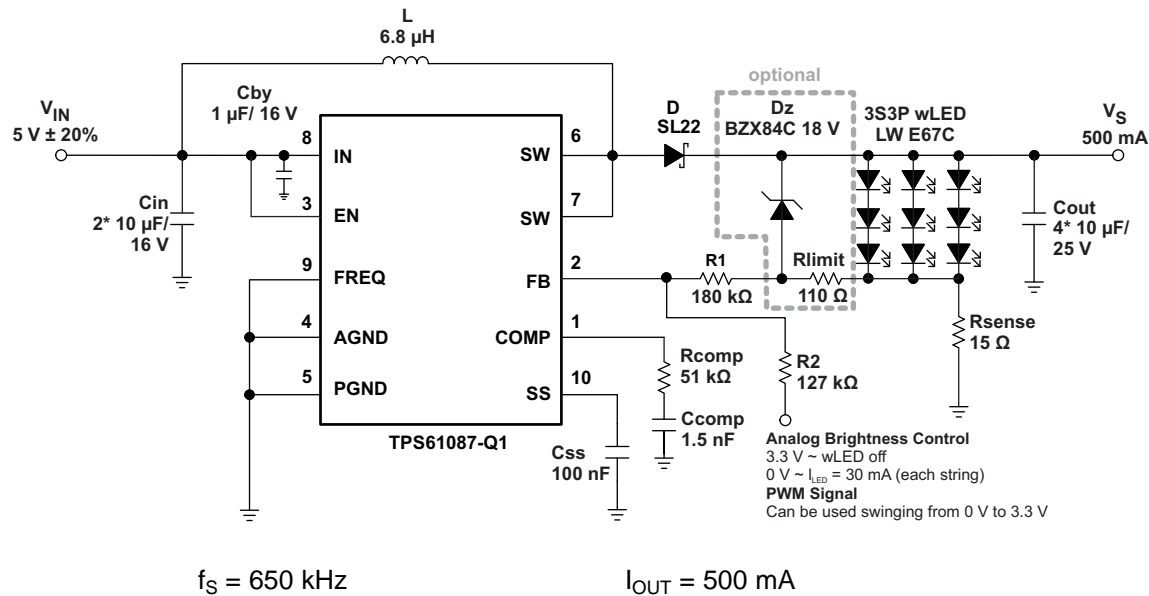 L
6.8 µH
optional
V_IN
5 V ± 20%
Cby
1 µF/ 16 V
D
SL22
Dz
BZX84C 18 V
3S3P wLED
LW E67C
V_S
500 mA
8
IN
6
SW
3
EN
7
SW
Cin
2* 10 µF/
16 V
Cout
4* 10 µF/
25 V
9
FREQ
2
FB
R1
180 kΩ
Rlimit
110 Ω
4
AGND
1
COMP
Rcomp
51 kΩ
R2
127 kΩ
Rsense
15 Ω
5
PGND
10
SS
Ccomp
1.5 nF
TPS61087-Q1
Css
100 nF
Analog Brightness Control
3.3 V ~ wLED off
0 V ~ I_LED = 30 mA (each string)
PWM Signal
Can be used swinging from 0 V to 3.3 V
f_S = 650 kHz
I_OUT = 500 mA